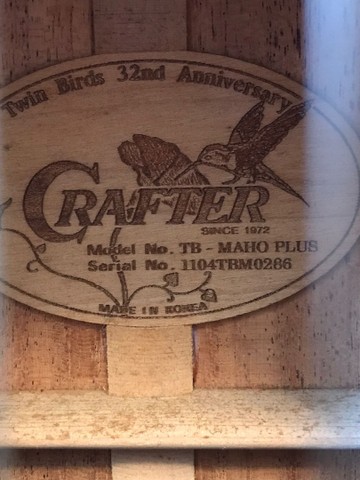 Twin Birds 32nd Anniversary
CRAFTER
SINCE 1972
Model No. TB - MAHO PLUS
Serial No. 1104TBM0286
MADE IN KOREA